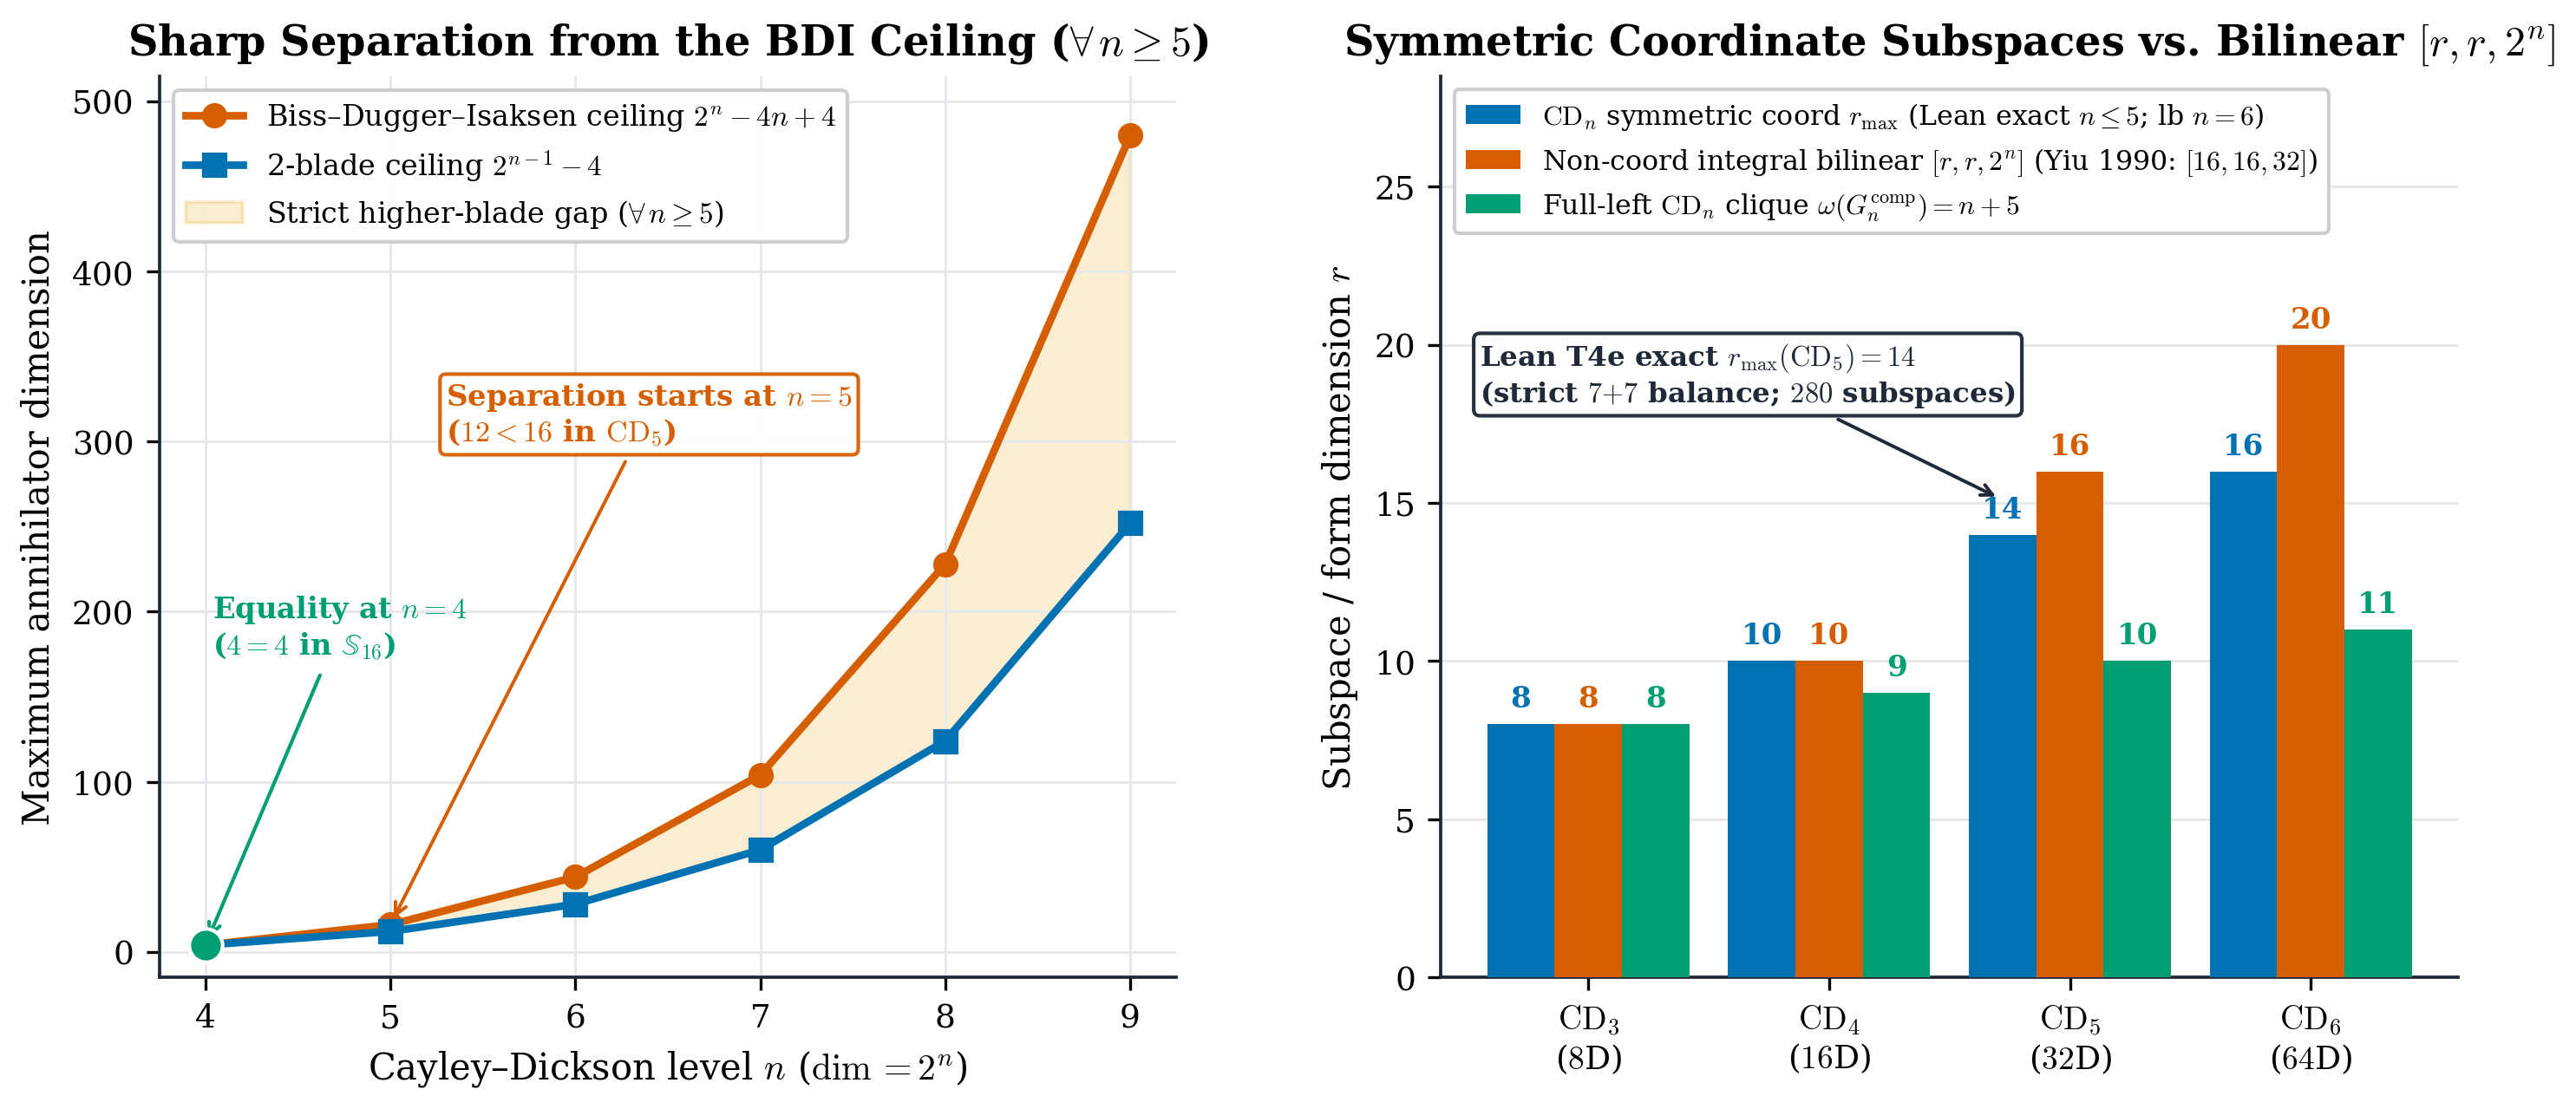 Sharp Separation from the BDI Ceiling (∀ n ≥ 5)
Biss–Dugger–Isaksen ceiling 2^n − 4n + 4
2-blade ceiling 2^{n−1} − 4
Strict higher-blade gap (∀ n ≥ 5)
Separation starts at n = 5
(12 < 16 in CD_5)
Equality at n = 4
(4 = 4 in 𝕊_16)
Maximum annihilator dimension
500
400
300
200
100
0
4 5 6 7 8 9
Cayley–Dickson level n (dim = 2^n)
Symmetric Coordinate Subspaces vs. Bilinear [r, r, 2^n]
CD_n symmetric coord r_max (Lean exact n ≤ 5; lb n = 6)
Non-coord integral bilinear [r, r, 2^n] (Yiu 1990: [16, 16, 32])
Full-left CD_n clique ω(G_n^comp) = n + 5
Lean T4e exact r_max(CD_5) = 14
(strict 7+7 balance; 280 subspaces)
Subspace / form dimension r
25
20
15
10
5
0
8 8 8
10 10 9
14 16 10
16 20 11
CD_3 CD_4 CD_5 CD_6
(8D) (16D) (32D) (64D)